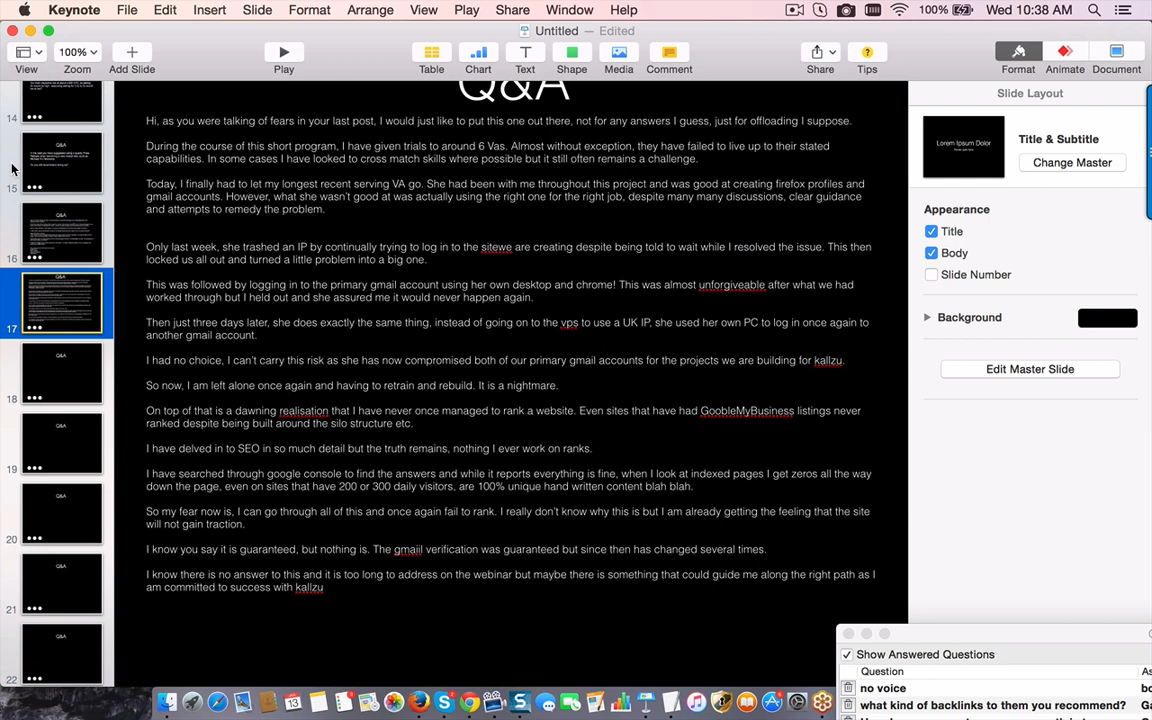 Keynote File Edit Insert Slide Format Arrange View Play Share Window Help 100% Wed 10:38 AM
Untitled — Edited
100%
View Zoom Add Slide Play Table Chart Text Shape Media Comment Share Tips Format Animate Document
Slide Layout
Lorem Ipsum Dolor
Title & Subtitle
Change Master
Appearance
Title
Body
Slide Number
Background
Edit Master Slide
14
Q&A
15
Q&A
16
Q&A
17
Q&A
18
Q&A
19
Q&A
20
Q&A
21
Q&A
22
Q&A
Hi, as you were talking of fears in your last post, I would just like to put this one out there, not for any answers I guess, just for offloading I suppose.
During the course of this short program, I have given trials to around 6 Vas. Almost without exception, they have failed to live up to their stated
capabilities. In some cases I have looked to cross match skills where possible but it still often remains a challenge.
Today, I finally had to let my longest recent serving VA go. She had been with me throughout this project and was good at creating firefox profiles and
gmail accounts. However, what she wasn't good at was actually using the right one for the right job, despite many many discussions, clear guidance
and attempts to remedy the problem.
Only last week, she trashed an IP by continually trying to log in to the sitewe are creating despite being told to wait while I resolved the issue. This then
locked us all out and turned a little problem into a big one.
This was followed by logging in to the primary gmail account using her own desktop and chrome! This was almost unforgiveable after what we had
worked through but I held out and she assured me it would never happen again.
Then just three days later, she does exactly the same thing, instead of going on to the vps to use a UK IP, she used her own PC to log in once again to
another gmail account.
I had no choice, I can't carry this risk as she has now compromised both of our primary gmail accounts for the projects we are building for kallzu.
So now, I am left alone once again and having to retrain and rebuild. It is a nightmare.
On top of that is a dawning realisation that I have never once managed to rank a website. Even sites that have had GoobleMyBusiness listings never
ranked despite being built around the silo structure etc.
I have delved in to SEO in so much detail but the truth remains, nothing I ever work on ranks.
I have searched through google console to find the answers and while it reports everything is fine, when I look at indexed pages I get zeros all the way
down the page, even on sites that have 200 or 300 daily visitors, are 100% unique hand written content blah blah.
So my fear now is, I can go through all of this and once again fail to rank. I really don't know why this is but I am already getting the feeling that the site
will not gain traction.
I know you say it is guaranteed, but nothing is. The gmaiil verification was guaranteed but since then has changed several times.
I know there is no answer to this and it is too long to address on the webinar but maybe there is something that could guide me along the right path as I
am committed to success with kallzu
Show Answered Questions
Question
no voice
what kind of backlinks to them you recommend?
13